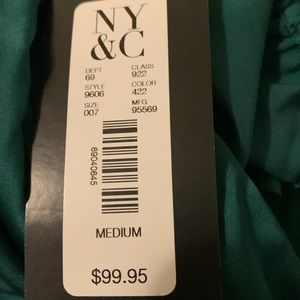 NY
&C
DEPT CLASS
69 922
STYLE COLOR
9606 422
SIZE MFG
007 95569
69040645
MEDIUM
$99.95